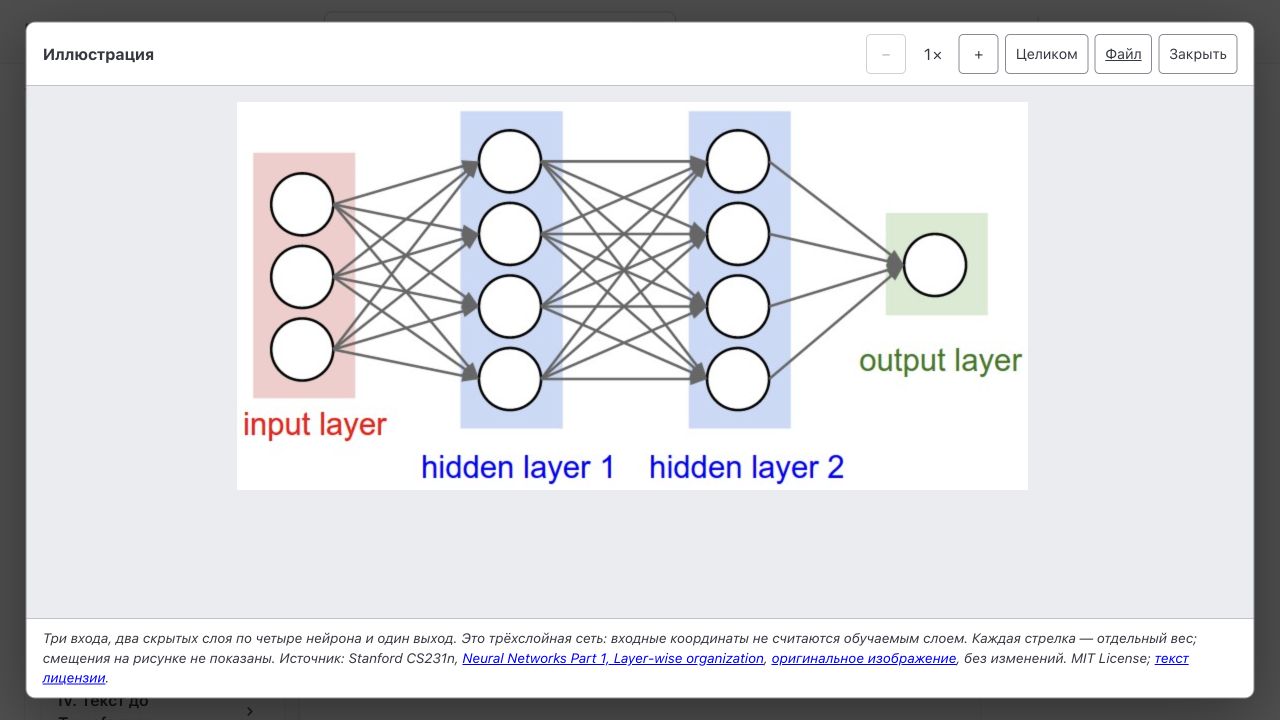 Иллюстрация
− 1× + Целиком Файл Закрыть
input layer
hidden layer 1
hidden layer 2
output layer
Три входа, два скрытых слоя по четыре нейрона и один выход. Это трёхслойная сеть: входные координаты не считаются обучаемым слоем. Каждая стрелка — отдельный вес;
смещения на рисунке не показаны. Источник: Stanford CS231n, Neural Networks Part 1, Layer-wise organization, оригинальное изображение, без изменений. MIT License; текст
лицензии.
IV. Текст до